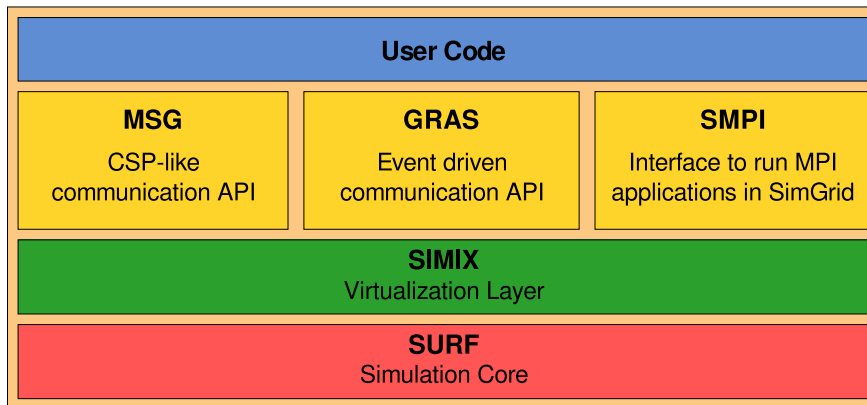 User Code
MSG
CSP-like
communication API
GRAS
Event driven
communication API
SMPI
Interface to run MPI
applications in SimGrid
SIMIX
Virtualization Layer
SURF
Simulation Core